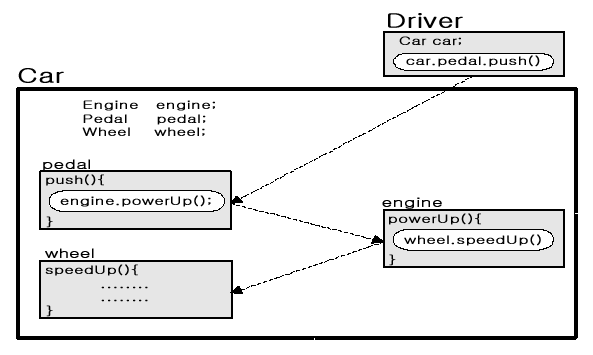 Driver
Car car;
car.pedal.push()
Car
Engine engine;
Pedal pedal;
Wheel wheel;
pedal
push(){
engine.powerUp();
}
engine
powerUp(){
wheel.speedUp()
}
wheel
speedUp(){
........
........
}